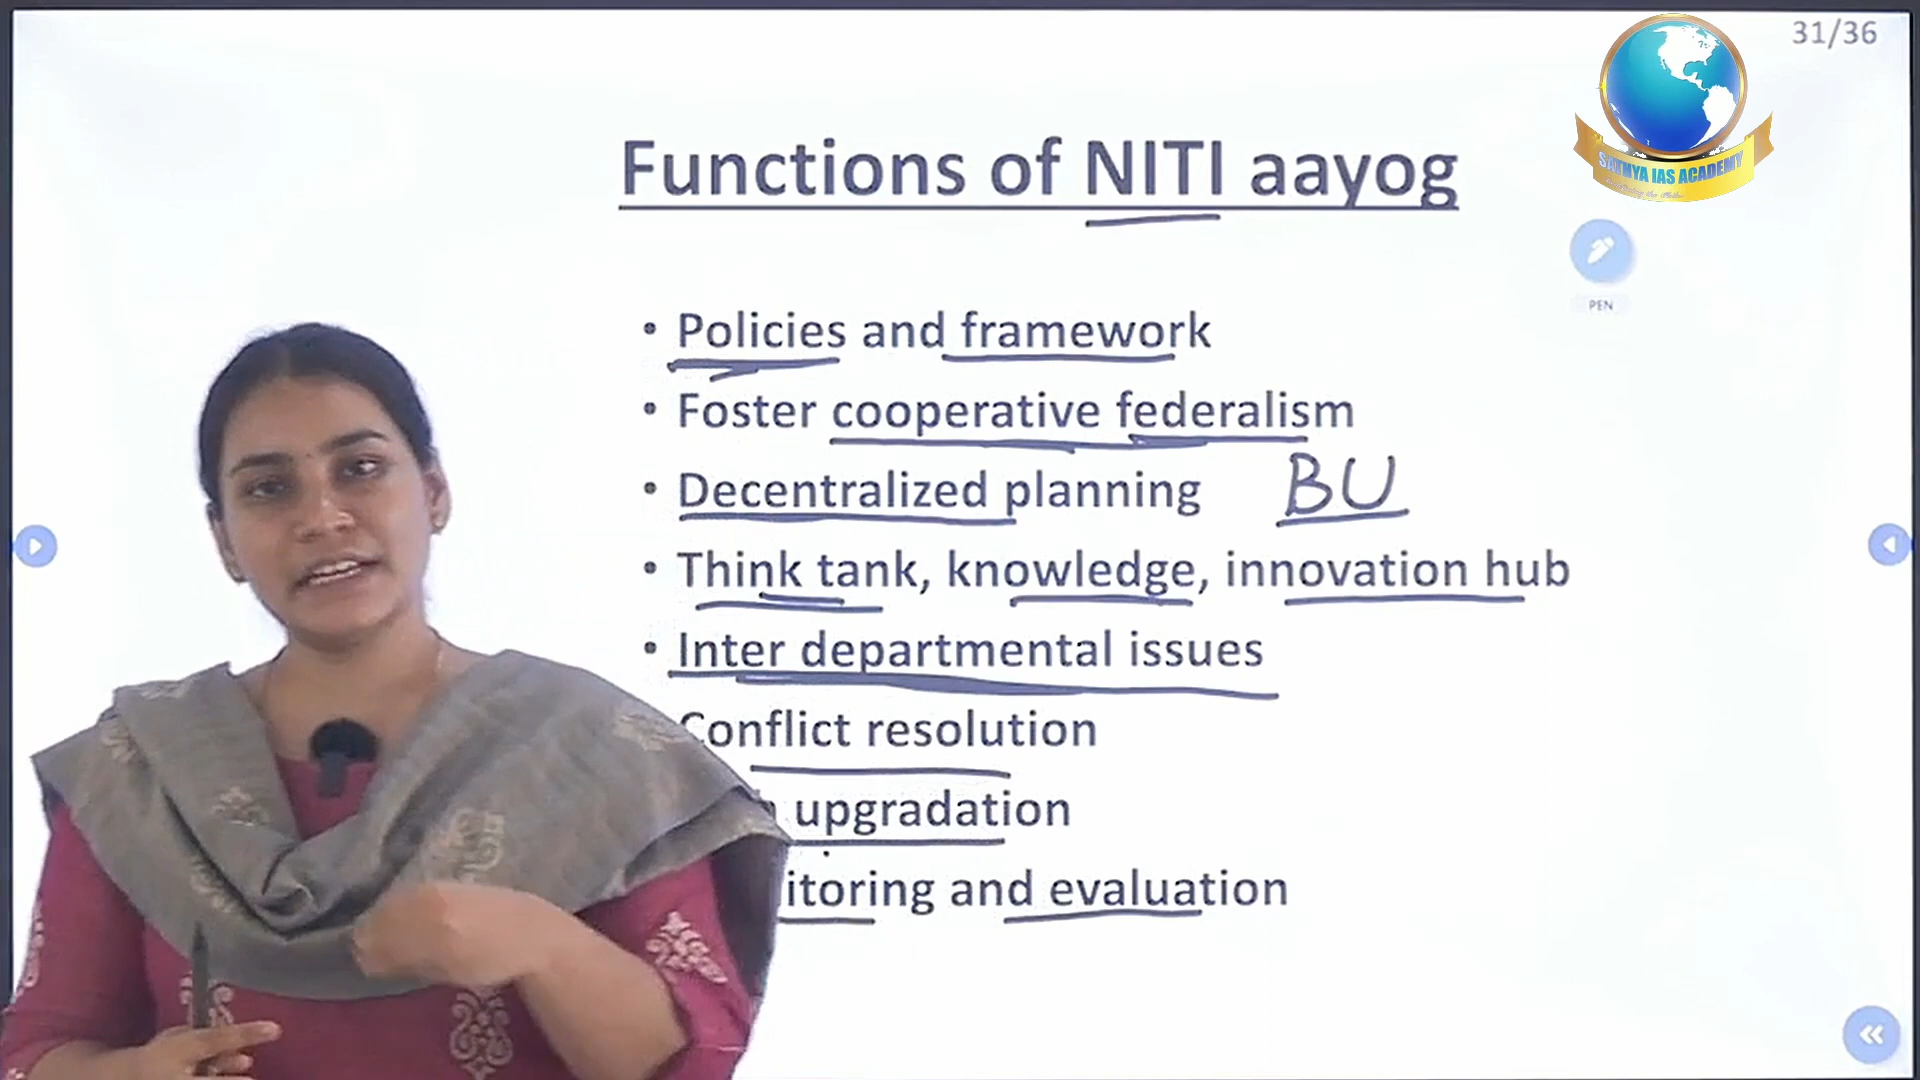 31/36
SATHYA IAS ACADEMY
Functions of NITI aayog
PEN
• Policies and framework
• Foster cooperative federalism
• Decentralized planning BU
• Think tank, knowledge, innovation hub
• Inter departmental issues
Conflict resolution
upgradation
itoring and evaluation